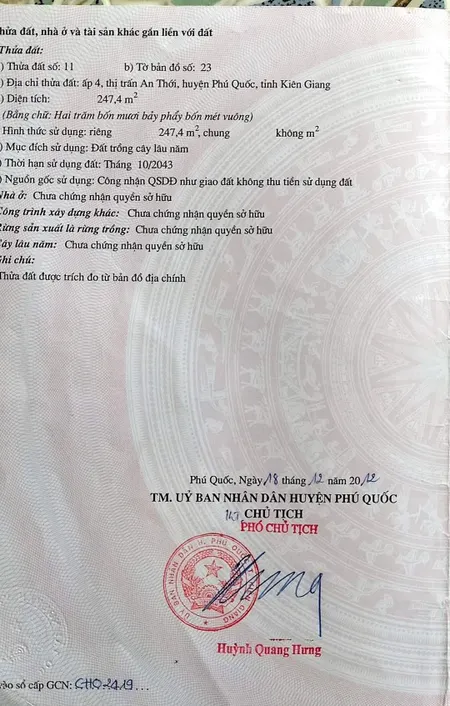 hửa đất, nhà ở và tài sản khác gắn liền với đất
Thửa đất:
) Thửa đất số: 11 b) Tờ bản đồ số: 23
) Địa chỉ thửa đất: ấp 4, thị trấn An Thới, huyện Phú Quốc, tỉnh Kiên Giang
) Diện tích: 247,4 m²
(Bằng chữ: Hai trăm bốn mươi bảy phẩy bốn mét vuông)
Hình thức sử dụng: riêng 247,4 m², chung không m²
) Mục đích sử dụng: Đất trồng cây lâu năm
) Thời hạn sử dụng đất: Tháng 10/2043
) Nguồn gốc sử dụng: Công nhận QSDĐ như giao đất không thu tiền sử dụng đất
Nhà ở: Chưa chứng nhận quyền sở hữu
Công trình xây dựng khác: Chưa chứng nhận quyền sở hữu
Rừng sản xuất là rừng trồng: Chưa chứng nhận quyền sở hữu
Cây lâu năm: Chưa chứng nhận quyền sở hữu
Ghi chú:
Thửa đất được trích đo từ bản đồ địa chính
Phú Quốc, Ngày 18 tháng 12 năm 2012
TM. UỶ BAN NHÂN DÂN HUYỆN PHÚ QUỐC
KT CHỦ TỊCH
PHÓ CHỦ TỊCH
ỦY BAN NHÂN DÂN H. PHÚ QUỐC
Huỳnh Quang Hưng
vào sổ cấp GCN: CH02419...